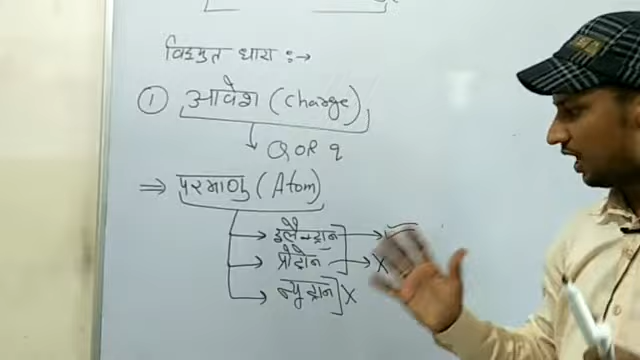 विद्युत धारा :→
① आवेश (Charge)
Q OR q
⇒ परमाणु (Atom)
इलैक्ट्रान →
प्रोटोन → X
न्यूट्रान X